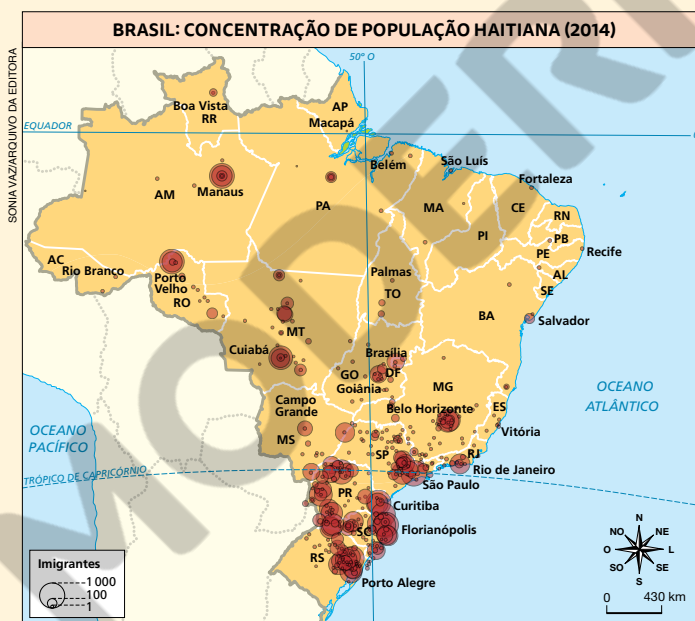 BRASIL: CONCENTRAÇÃO DE POPULAÇÃO HAITIANA (2014)
SONIA VAZ/ARQUIVO DA EDITORA
50º O
EQUADOR
0º
Boa Vista
RR
AP
Macapá
Belém
São Luís
Fortaleza
AM
Manaus
PA
MA
CE
RN
PI
PB
PE
Recife
AC
Rio Branco
Porto
Velho
RO
Palmas
TO
AL
SE
BA
Salvador
MT
Cuiabá
Brasília
GO
DF
Goiânia
MG
Campo
Grande
Belo Horizonte
ES
Vitória
OCEANO
ATLÂNTICO
OCEANO
PACÍFICO
MS
SP
RJ
Rio de Janeiro
TRÓPICO DE CAPRICÓRNIO
São Paulo
PR
Curitiba
SC
Florianópolis
RS
Porto Alegre
Imigrantes
1 000
100
1
N
NO
NE
O
L
SO
SE
S
0
430 km
MODER